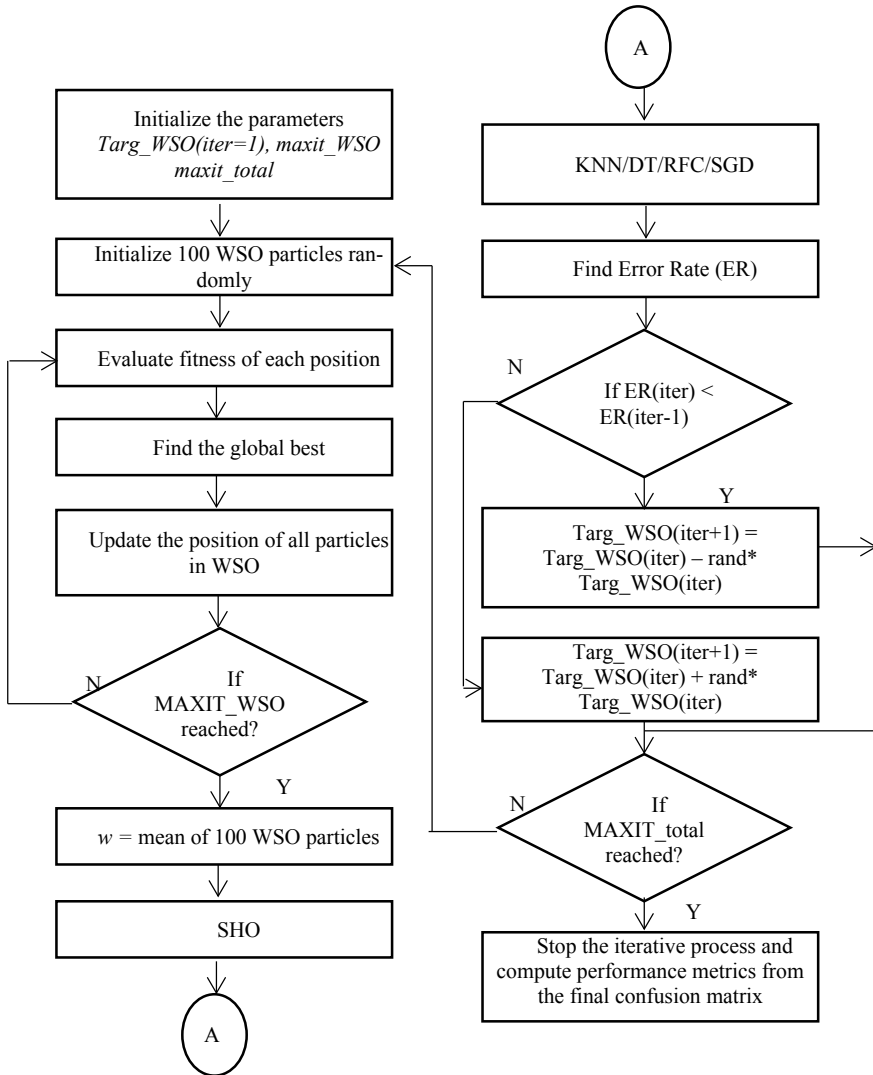 Initialize the parameters
Targ_WSO(iter=1), maxit_WSO
maxit_total
Initialize 100 WSO particles ran-
domly
Evaluate fitness of each position
Find the global best
Update the position of all particles
in WSO
N
If
MAXIT_WSO
reached?
Y
w = mean of 100 WSO particles
SHO
A
A
KNN/DT/RFC/SGD
Find Error Rate (ER)
N
If ER(iter) <
ER(iter-1)
Y
Targ_WSO(iter+1) =
Targ_WSO(iter) – rand*
Targ_WSO(iter)
Targ_WSO(iter+1) =
Targ_WSO(iter) + rand*
Targ_WSO(iter)
N
If
MAXIT_total
reached?
Y
Stop the iterative process and
compute performance metrics from
the final confusion matrix